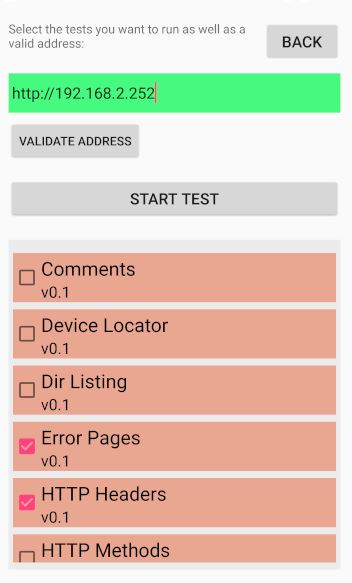 Select the tests you want to run as well as a
valid address:
BACK
http://192.168.2.252
VALIDATE ADDRESS
START TEST
Comments
v0.1
Device Locator
v0.1
Dir Listing
v0.1
Error Pages
v0.1
HTTP Headers
v0.1
HTTP Methods